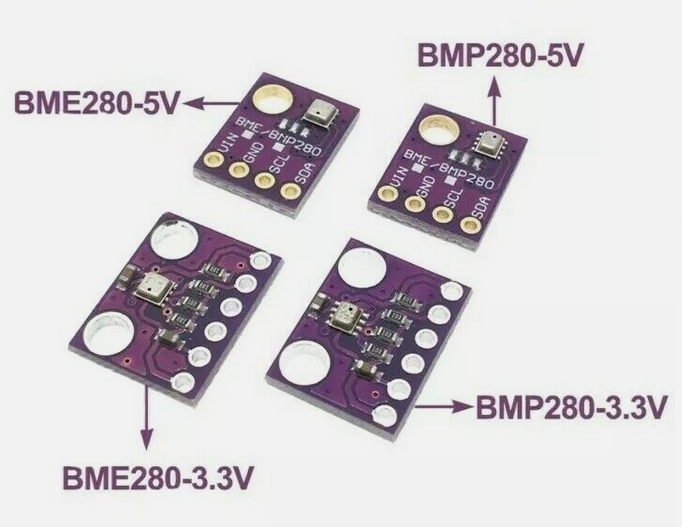 BMP280-5V
BME280-5V
BME/BMP280
VIN
GND
SCL
SDA
BME/BMP280
VIN
GND
SCL
SDA
BMP280-3.3V
BME280-3.3V